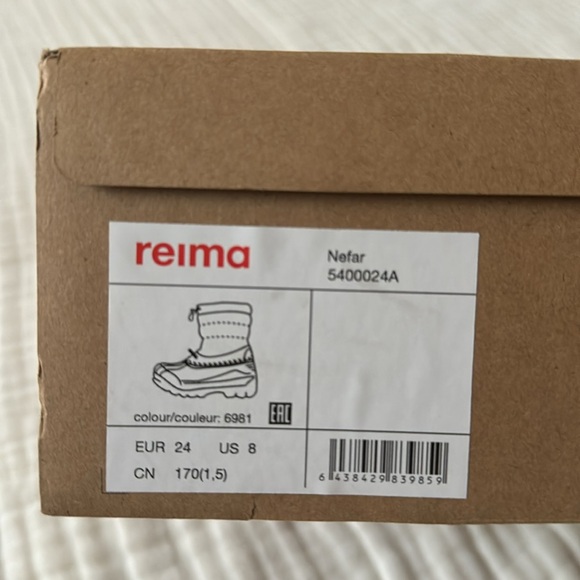 reima
Nefar
5400024A
colour/couleur: 6981
EAC
EUR 24 US 8
CN 170(1,5)
6 438429 839859